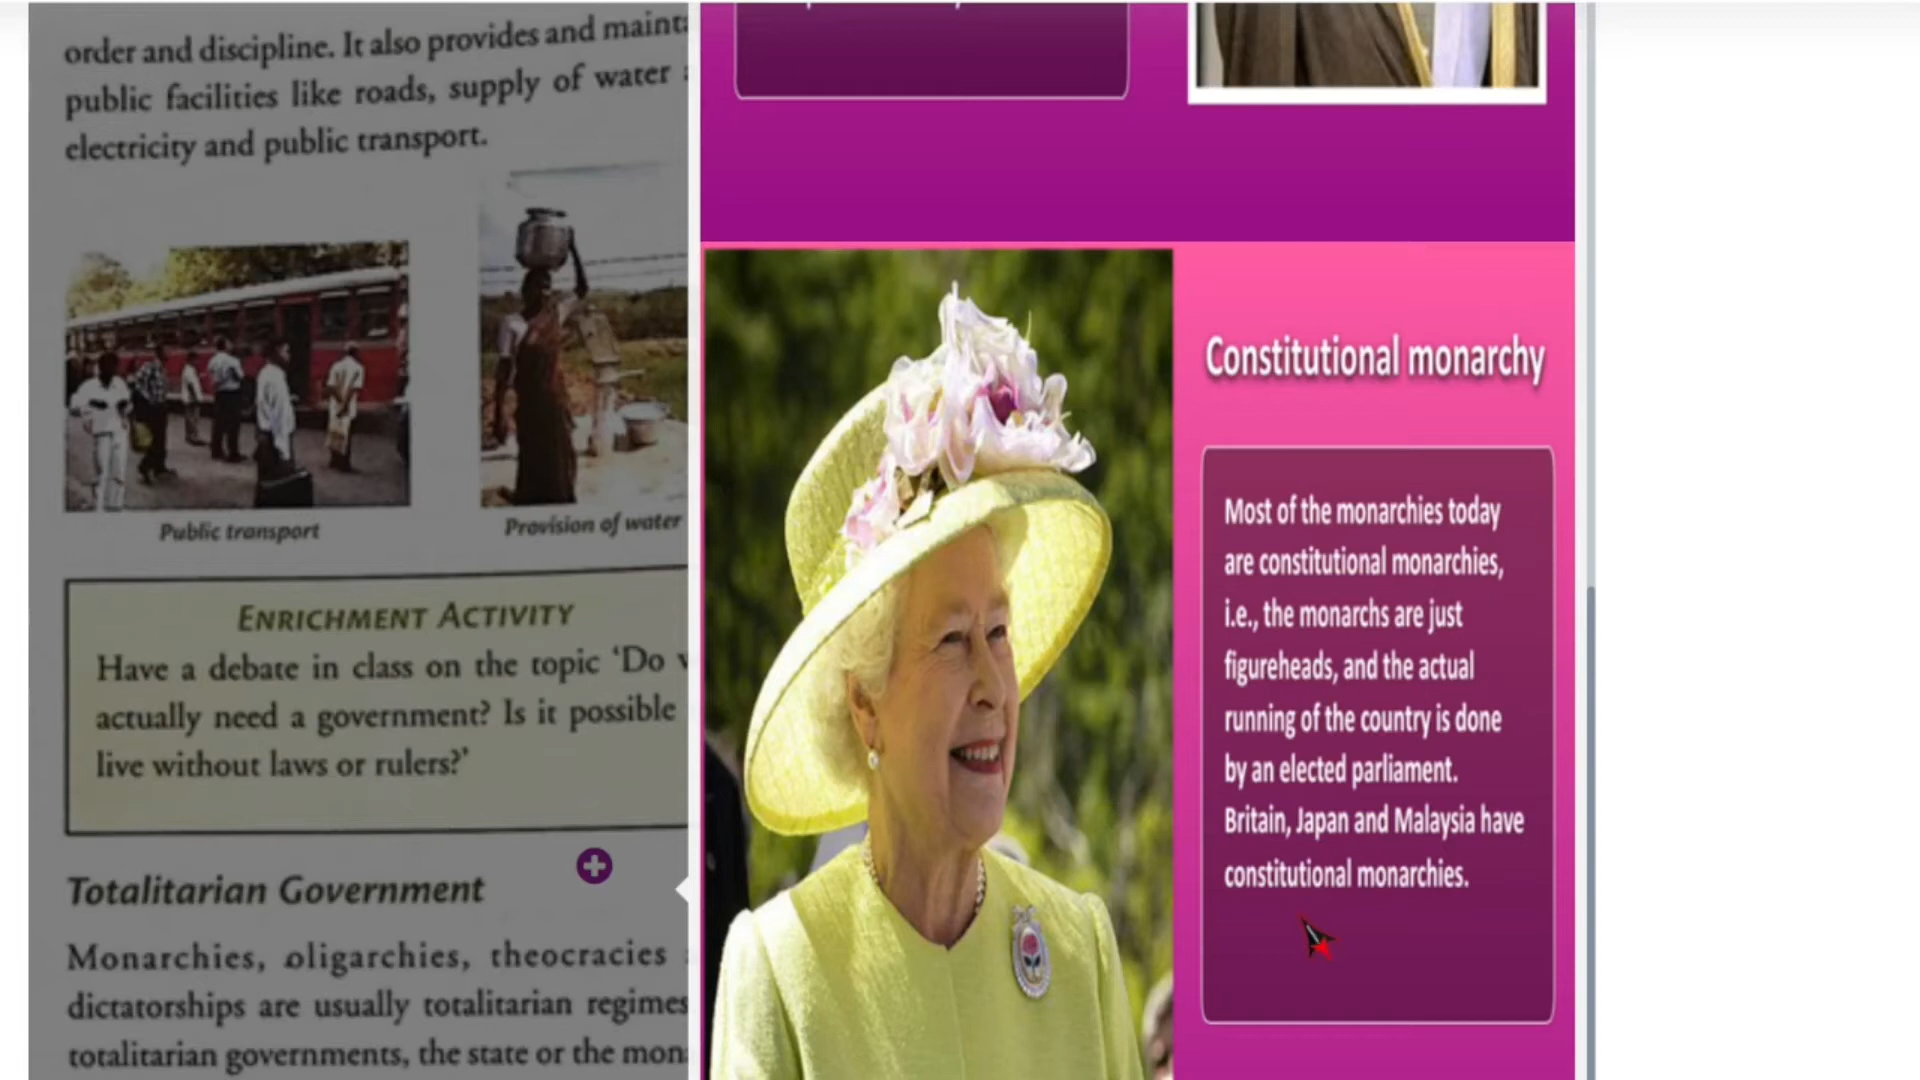 order and discipline. It also provides and
public facilities like roads, supply of water
electricity and public transport.
Public transport
Provision of water
ENRICHMENT ACTIVITY
Have a debate in class on the topic ‘Do
actually need a government? Is it possible
live without laws or rulers?’
Totalitarian Government
Monarchies, oligarchies, theocracies
dictatorships are usually totalitarian regimes
totalitarian governments, the state or the
Constitutional monarchy
Most of the monarchies today
are constitutional monarchies,
i.e., the monarchs are just
figureheads, and the actual
running of the country is done
by an elected parliament.
Britain, Japan and Malaysia have
constitutional monarchies.